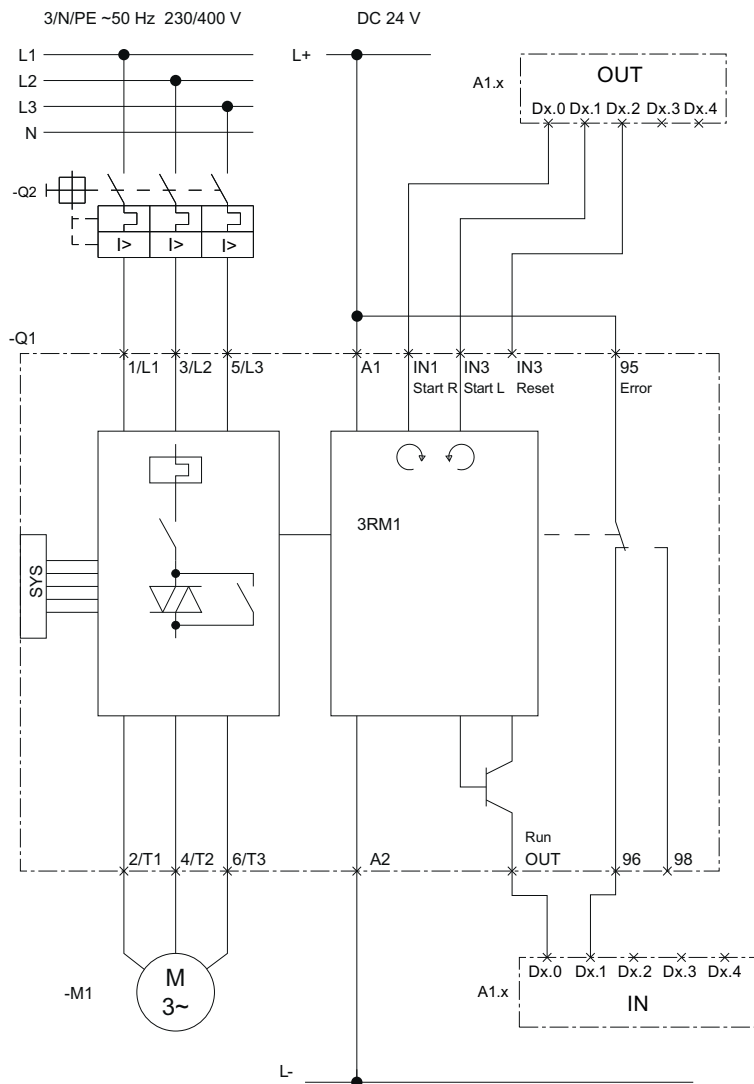 3/N/PE ~50 Hz 230/400 V
DC 24 V
L1
L2
L3
N
L+
A1.x
OUT
Dx.0 Dx.1 Dx.2 Dx.3 Dx.4
-Q2
I> I> I>
-Q1
1/L1 3/L2 5/L3
A1
IN1
Start R
IN3
Start L
IN3
Reset
95
Error
3RM1
SYS
Run
OUT
2/T1 4/T2 6/T3
A2
96
98
Dx.0 Dx.1 Dx.2 Dx.3 Dx.4
A1.x
IN
-M1
M
3~
L-